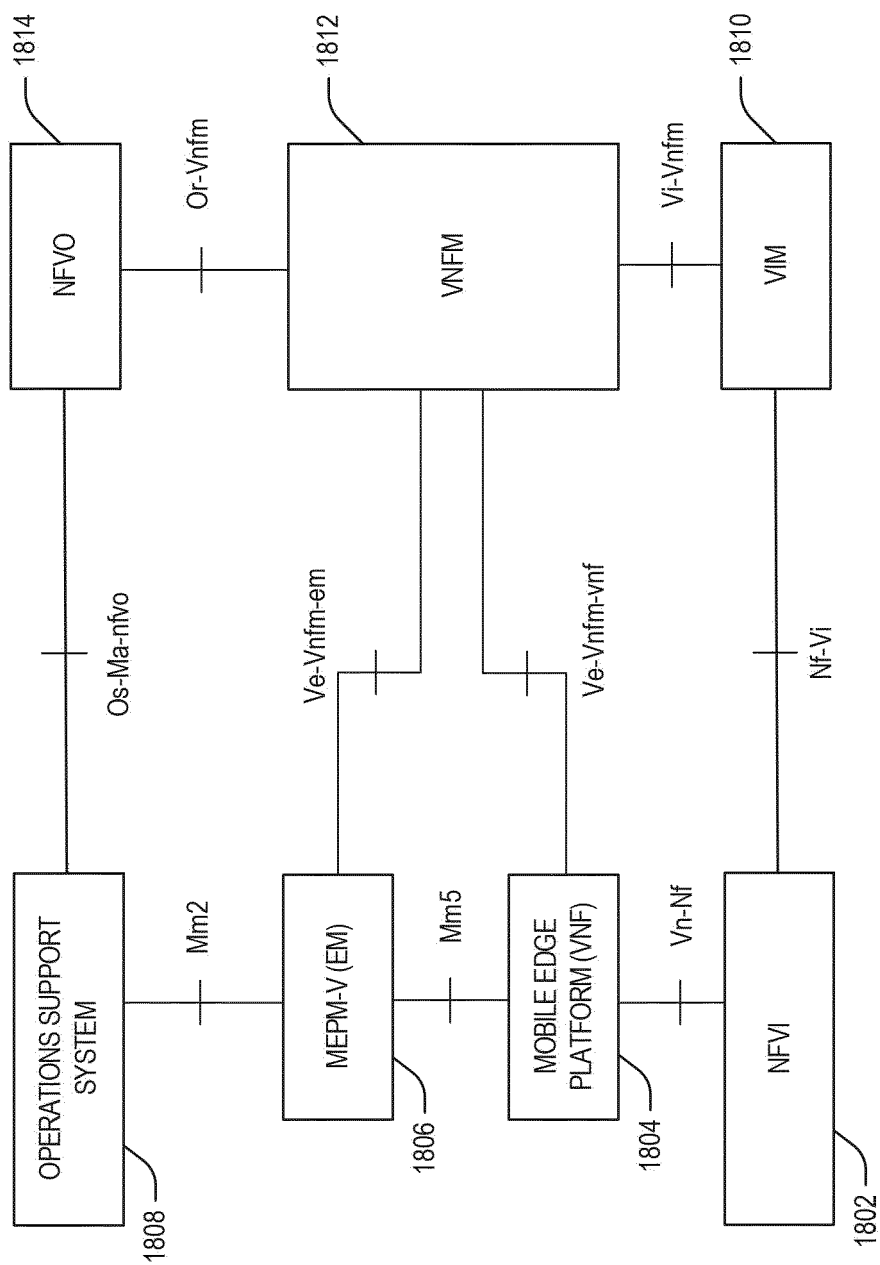 1814
OPERATIONS SUPPORT
SYSTEM
NFVO
Os-Ma-nfvo
1808
Mm2
Or-Vnfm
Ve-Vnfm-em
1812
MEPM-V (EM)
1806
Mm5
VNFM
MOBILE EDGE
PLATFORM (VNF)
Ve-Vnfm-vnf
1804
Vn-Nf
Vi-Vnfm
1810
NFVI
VIM
Nf-Vi
1802